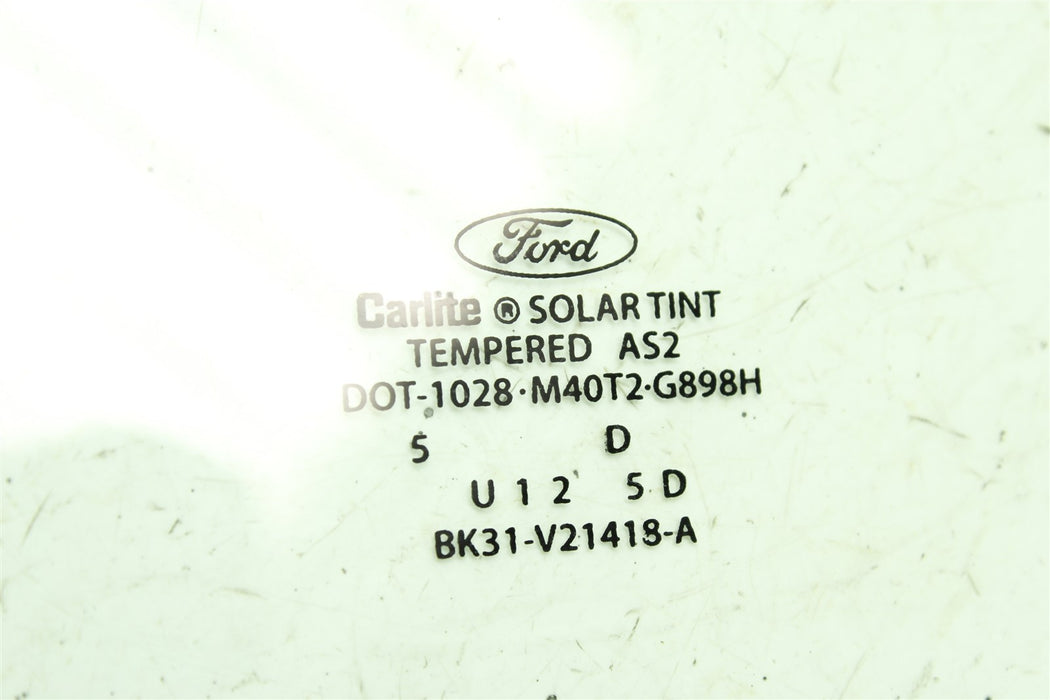 Ford
Carlite ® SOLAR TINT
TEMPERED AS2
DOT-1028·M40T2·G898H
5 D
U 1 2 5 D
BK31-V21418-A